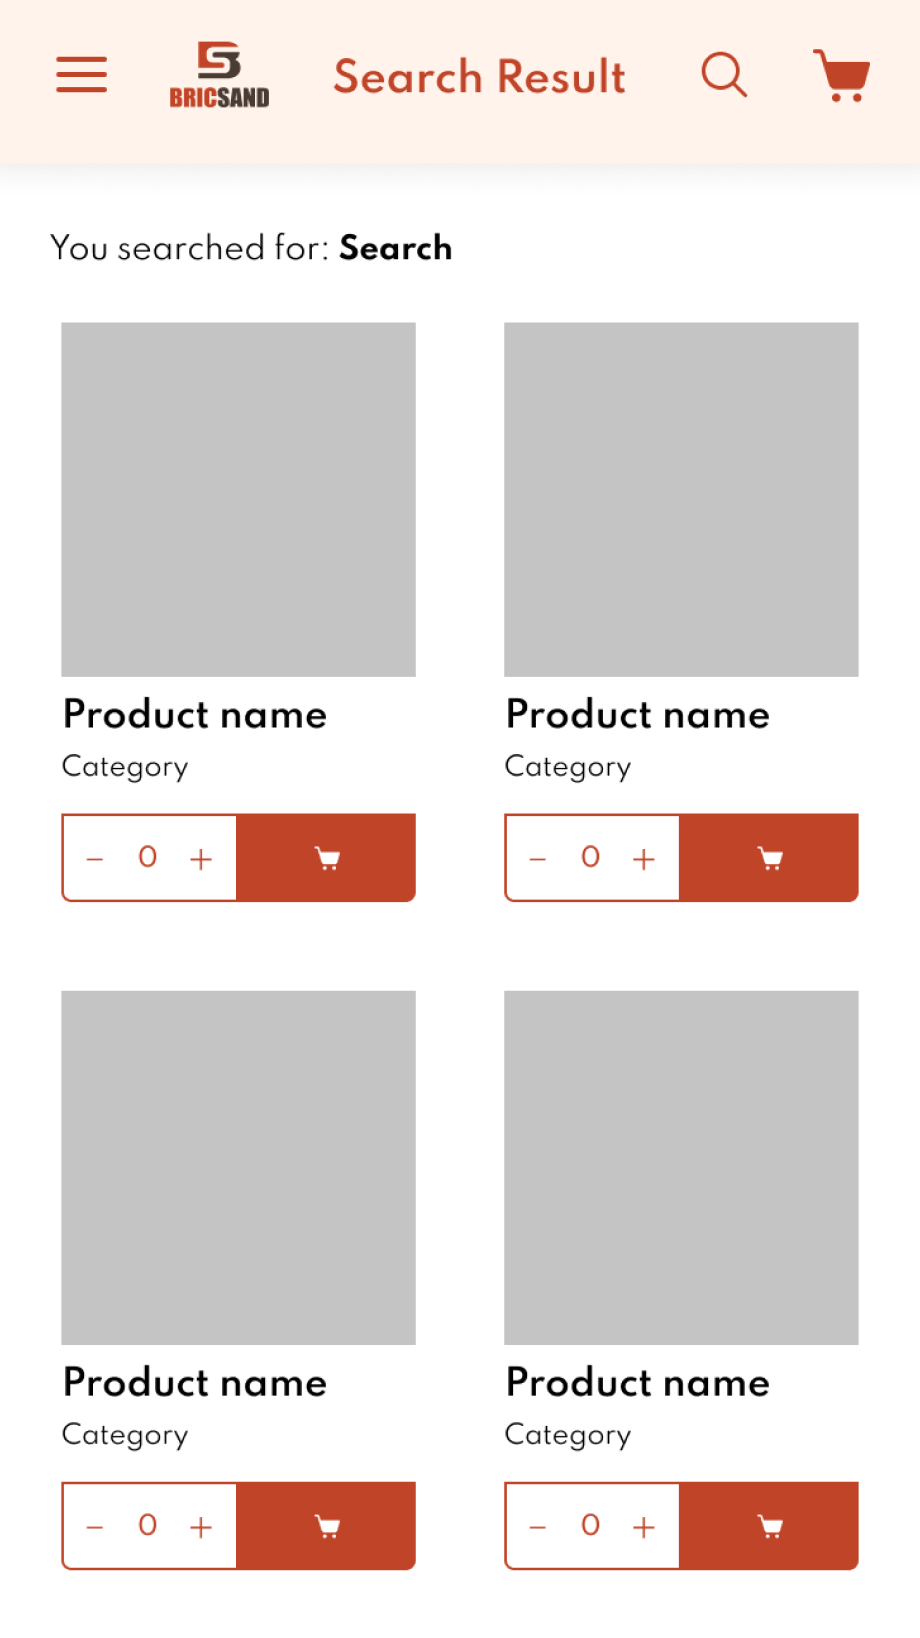 BRICSAND
Search Result
You searched for: Search
Product name
Category
- 0 +
Product name
Category
- 0 +
Product name
Category
- 0 +
Product name
Category
- 0 +